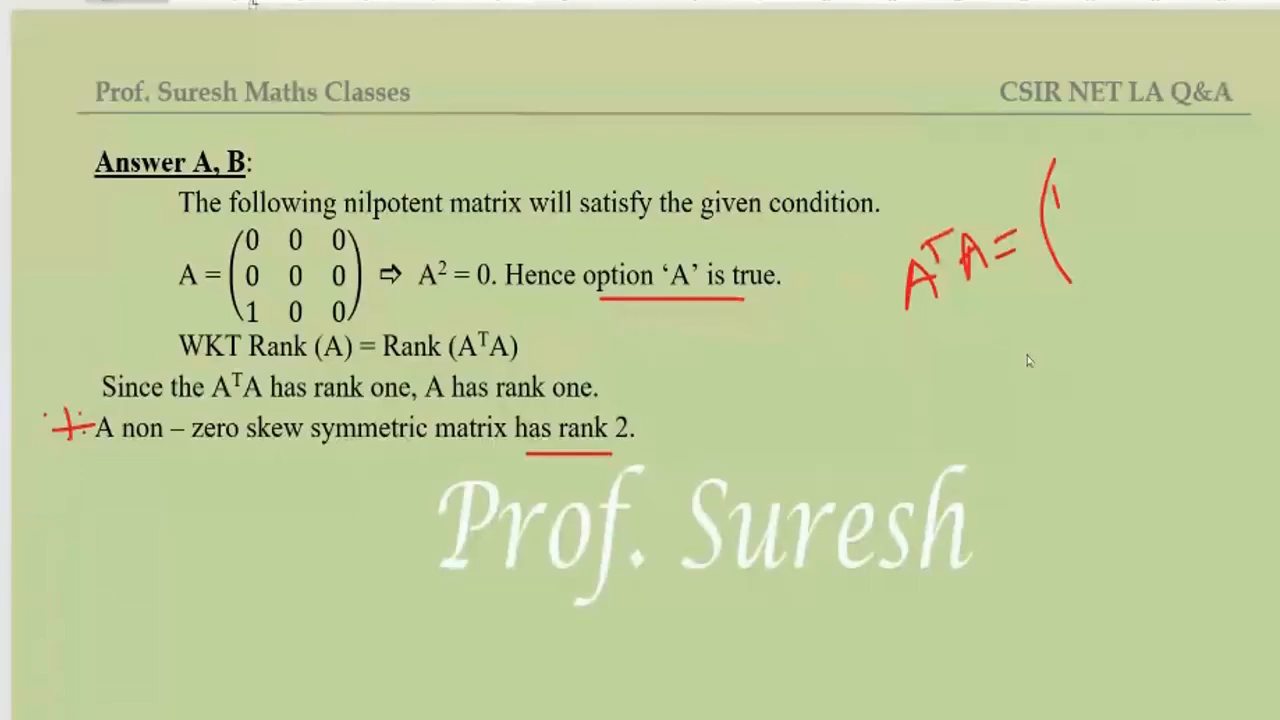 Prof. Suresh Maths Classes
CSIR NET LA Q&A
Answer A, B:
The following nilpotent matrix will satisfy the given condition.
A = (0 0 0
0 0 0
1 0 0) ⇨ A² = 0. Hence option ‘A’ is true.
WKT Rank (A) = Rank (AᵀA)
Since the AᵀA has rank one, A has rank one.
A non – zero skew symmetric matrix has rank 2.
AᵀA = (1
Prof. Suresh